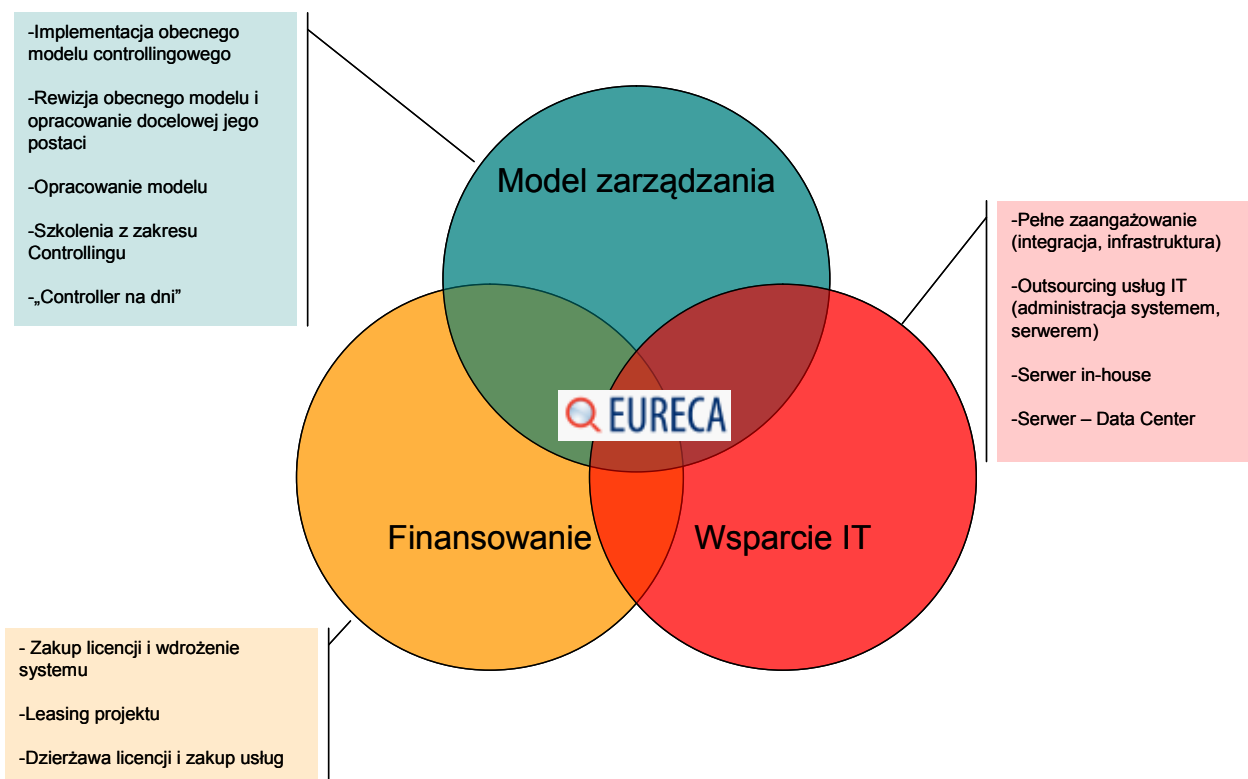 -Implementacja obecnego
modelu controllingowego
-Rewizja obecnego modelu i
opracowanie docelowej jego
postaci
-Opracowanie modelu
-Szkolenia z zakresu
Controllingu
-„Controller na dni”
Model zarządzania
-Pełne zaangażowanie
(integracja, infrastruktura)
-Outsourcing usług IT
(administracja systemem,
serwerem)
-Serwer in-house
-Serwer – Data Center
EURECA
Finansowanie
Wsparcie IT
- Zakup licencji i wdrożenie
systemu
-Leasing projektu
-Dzierżawa licencji i zakup usług